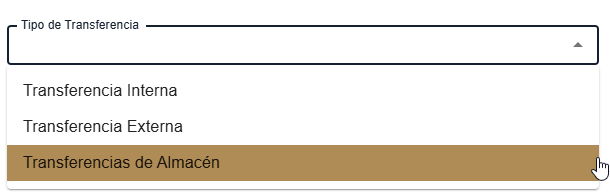 Tipo de Transferencia
Transferencia Interna
Transferencia Externa
Transferencias de Almacén